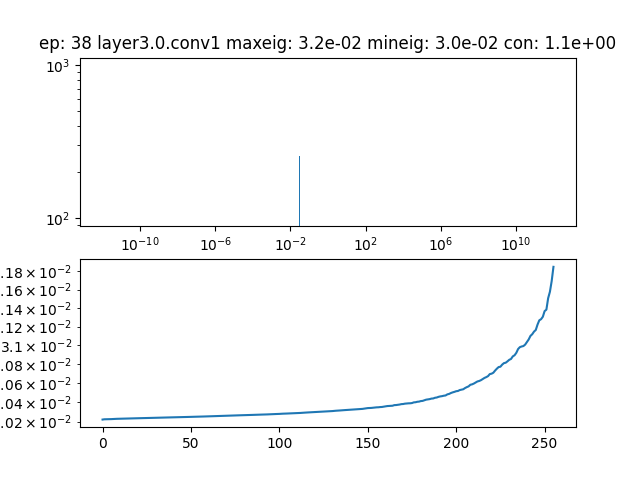 ep: 38 layer3.0.conv1 maxeig: 3.2e-02 mineig: 3.0e-02 con: 1.1e+00
10³
10²
10⁻¹⁰ 10⁻⁶ 10⁻² 10² 10⁶ 10¹⁰
.18 × 10⁻²
.16 × 10⁻²
.14 × 10⁻²
.12 × 10⁻²
3.1 × 10⁻²
.08 × 10⁻²
.06 × 10⁻²
.04 × 10⁻²
.02 × 10⁻²
0 50 100 150 200 250